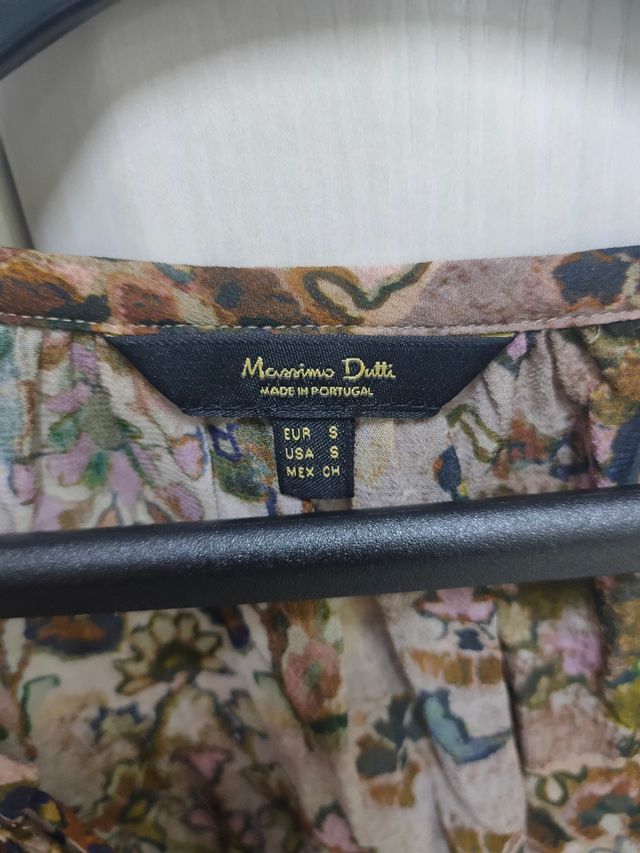 Massimo Dutti
MADE IN PORTUGAL
EUR S
USA S
MEX CH